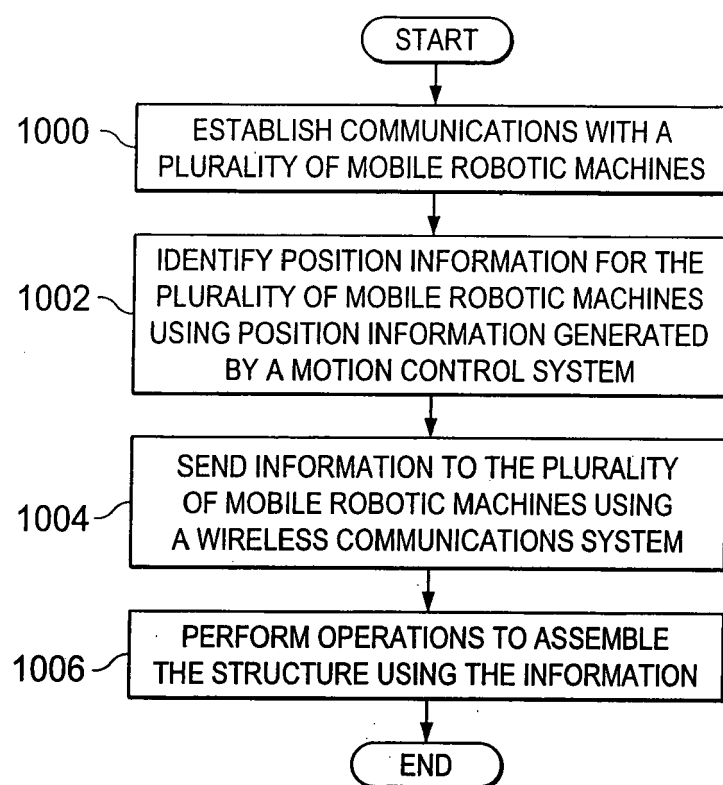 START
1000
ESTABLISH COMMUNICATIONS WITH A
PLURALITY OF MOBILE ROBOTIC MACHINES
1002
IDENTIFY POSITION INFORMATION FOR THE
PLURALITY OF MOBILE ROBOTIC MACHINES
USING POSITION INFORMATION GENERATED
BY A MOTION CONTROL SYSTEM
1004
SEND INFORMATION TO THE PLURALITY
OF MOBILE ROBOTIC MACHINES USING
A WIRELESS COMMUNICATIONS SYSTEM
1006
PERFORM OPERATIONS TO ASSEMBLE
THE STRUCTURE USING THE INFORMATION
END